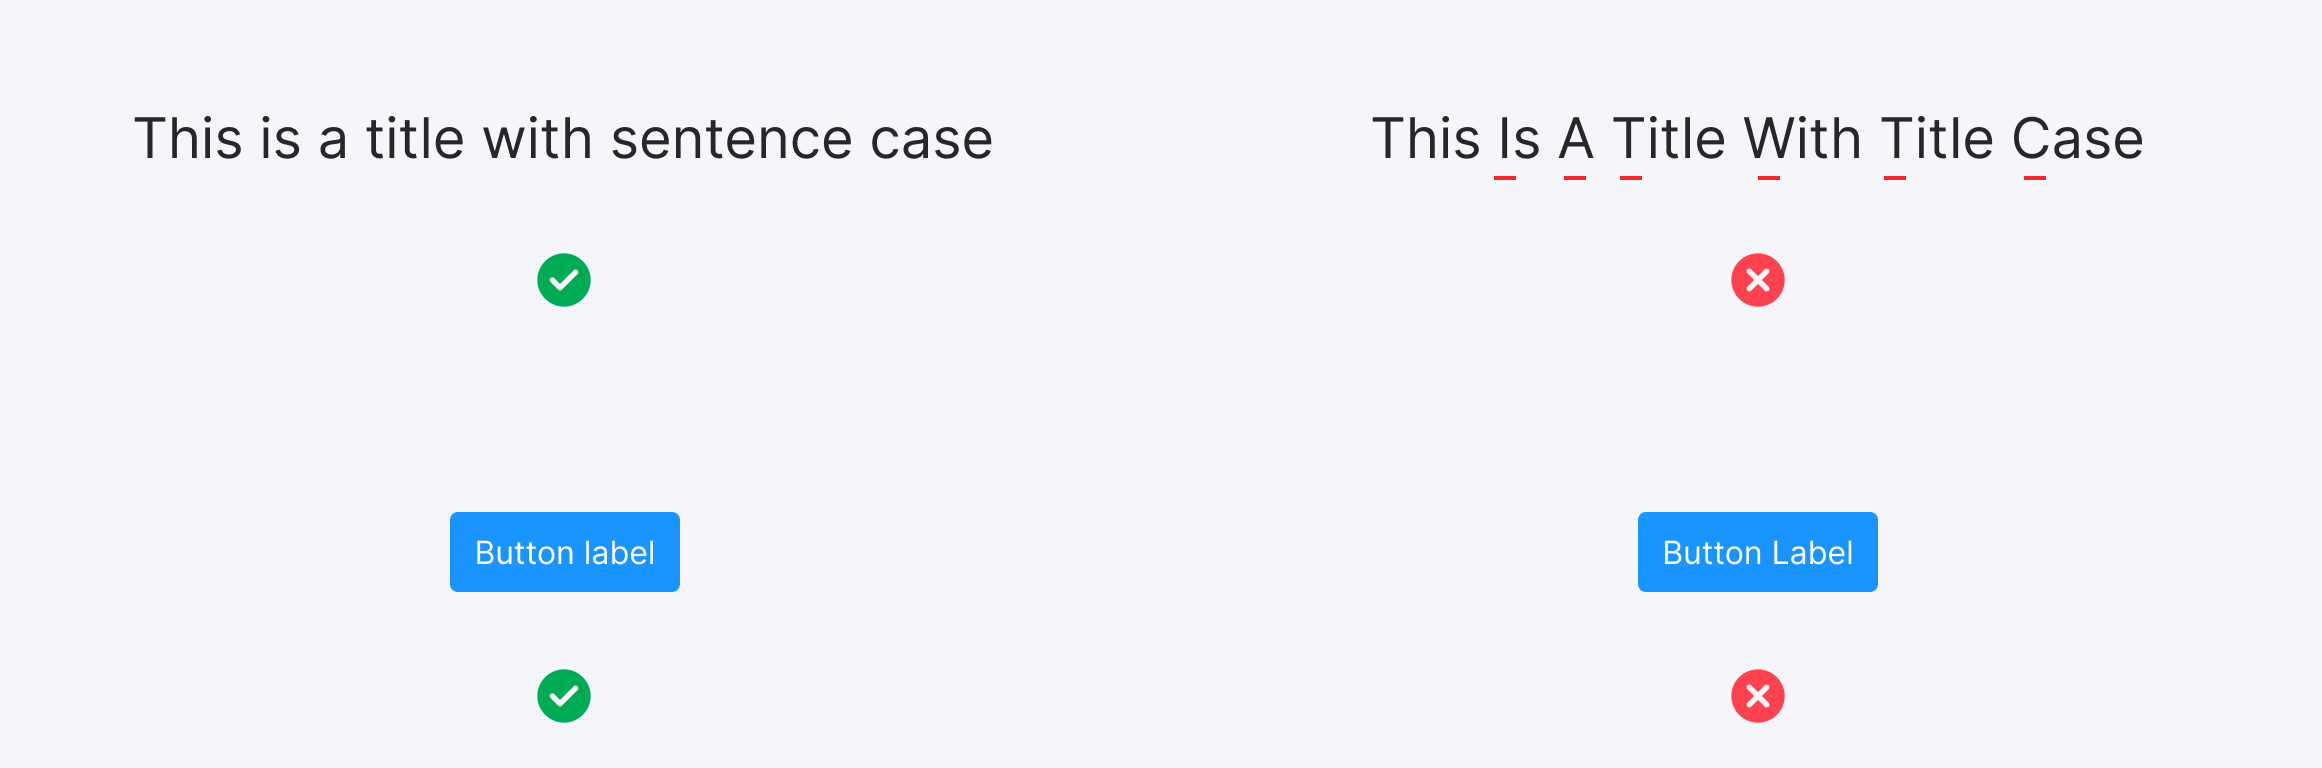 This is a title with sentence case
This Is A Title With Title Case
Button label
Button Label